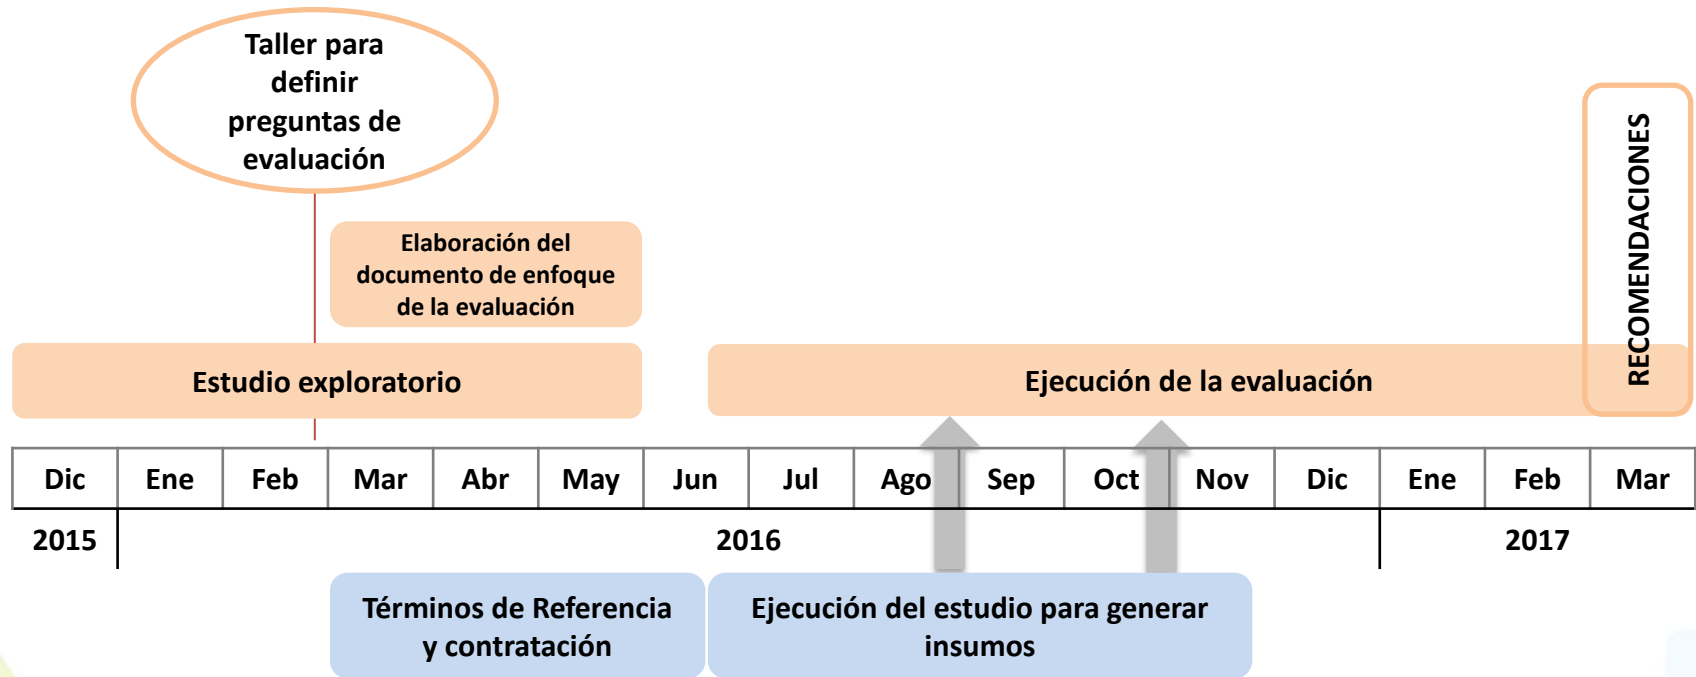 Taller para
definir
preguntas de
evaluación
Elaboración del
documento de enfoque
de la evaluación
RECOMENDACIONES
Estudio exploratorio
Ejecución de la evaluación
Dic Ene Feb Mar Abr May Jun Jul Ago Sep Oct Nov Dic Ene Feb Mar
2015 2016 2017
Términos de Referencia
y contratación
Ejecución del estudio para generar
insumos